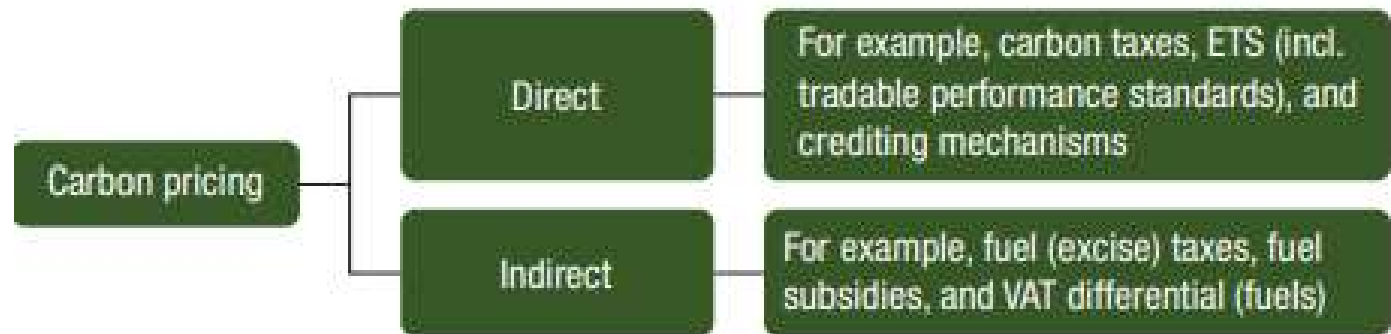 Carbon pricing
Direct
For example, carbon taxes, ETS (incl.
tradable performance standards), and
crediting mechanisms
Indirect
For example, fuel (excise) taxes, fuel
subsidies, and VAT differential (fuels)